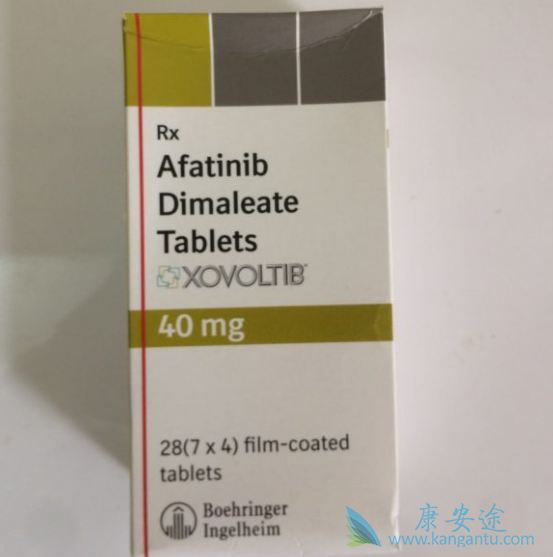 Rx
Afatinib
Dimaleate
Tablets
XOVOLTIB
40 mg
28(7 x 4) film-coated
tablets
Boehringer
Ingelheim
康安途
www.kangantu.com